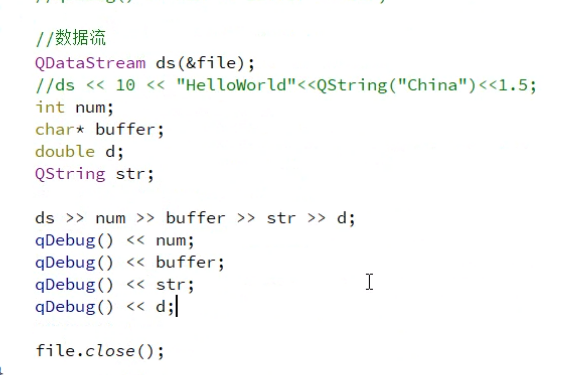 //数据流
QDataStream ds(&file);
//ds << 10 << "HelloWorld"<<QString("China")<<1.5;
int num;
char* buffer;
double d;
QString str;
ds >> num >> buffer >> str >> d;
qDebug() << num;
qDebug() << buffer;
qDebug() << str;
qDebug() << d;
file.close();